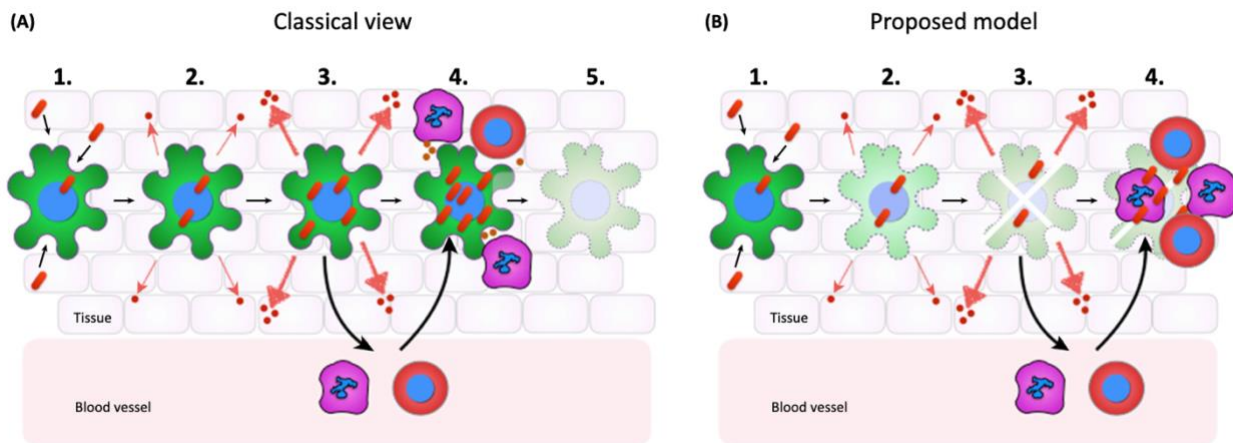 (A)
Classical view
1.
2.
3.
4.
5.
Tissue
Blood vessel
(B)
Proposed model
1.
2.
3.
4.
Tissue
Blood vessel